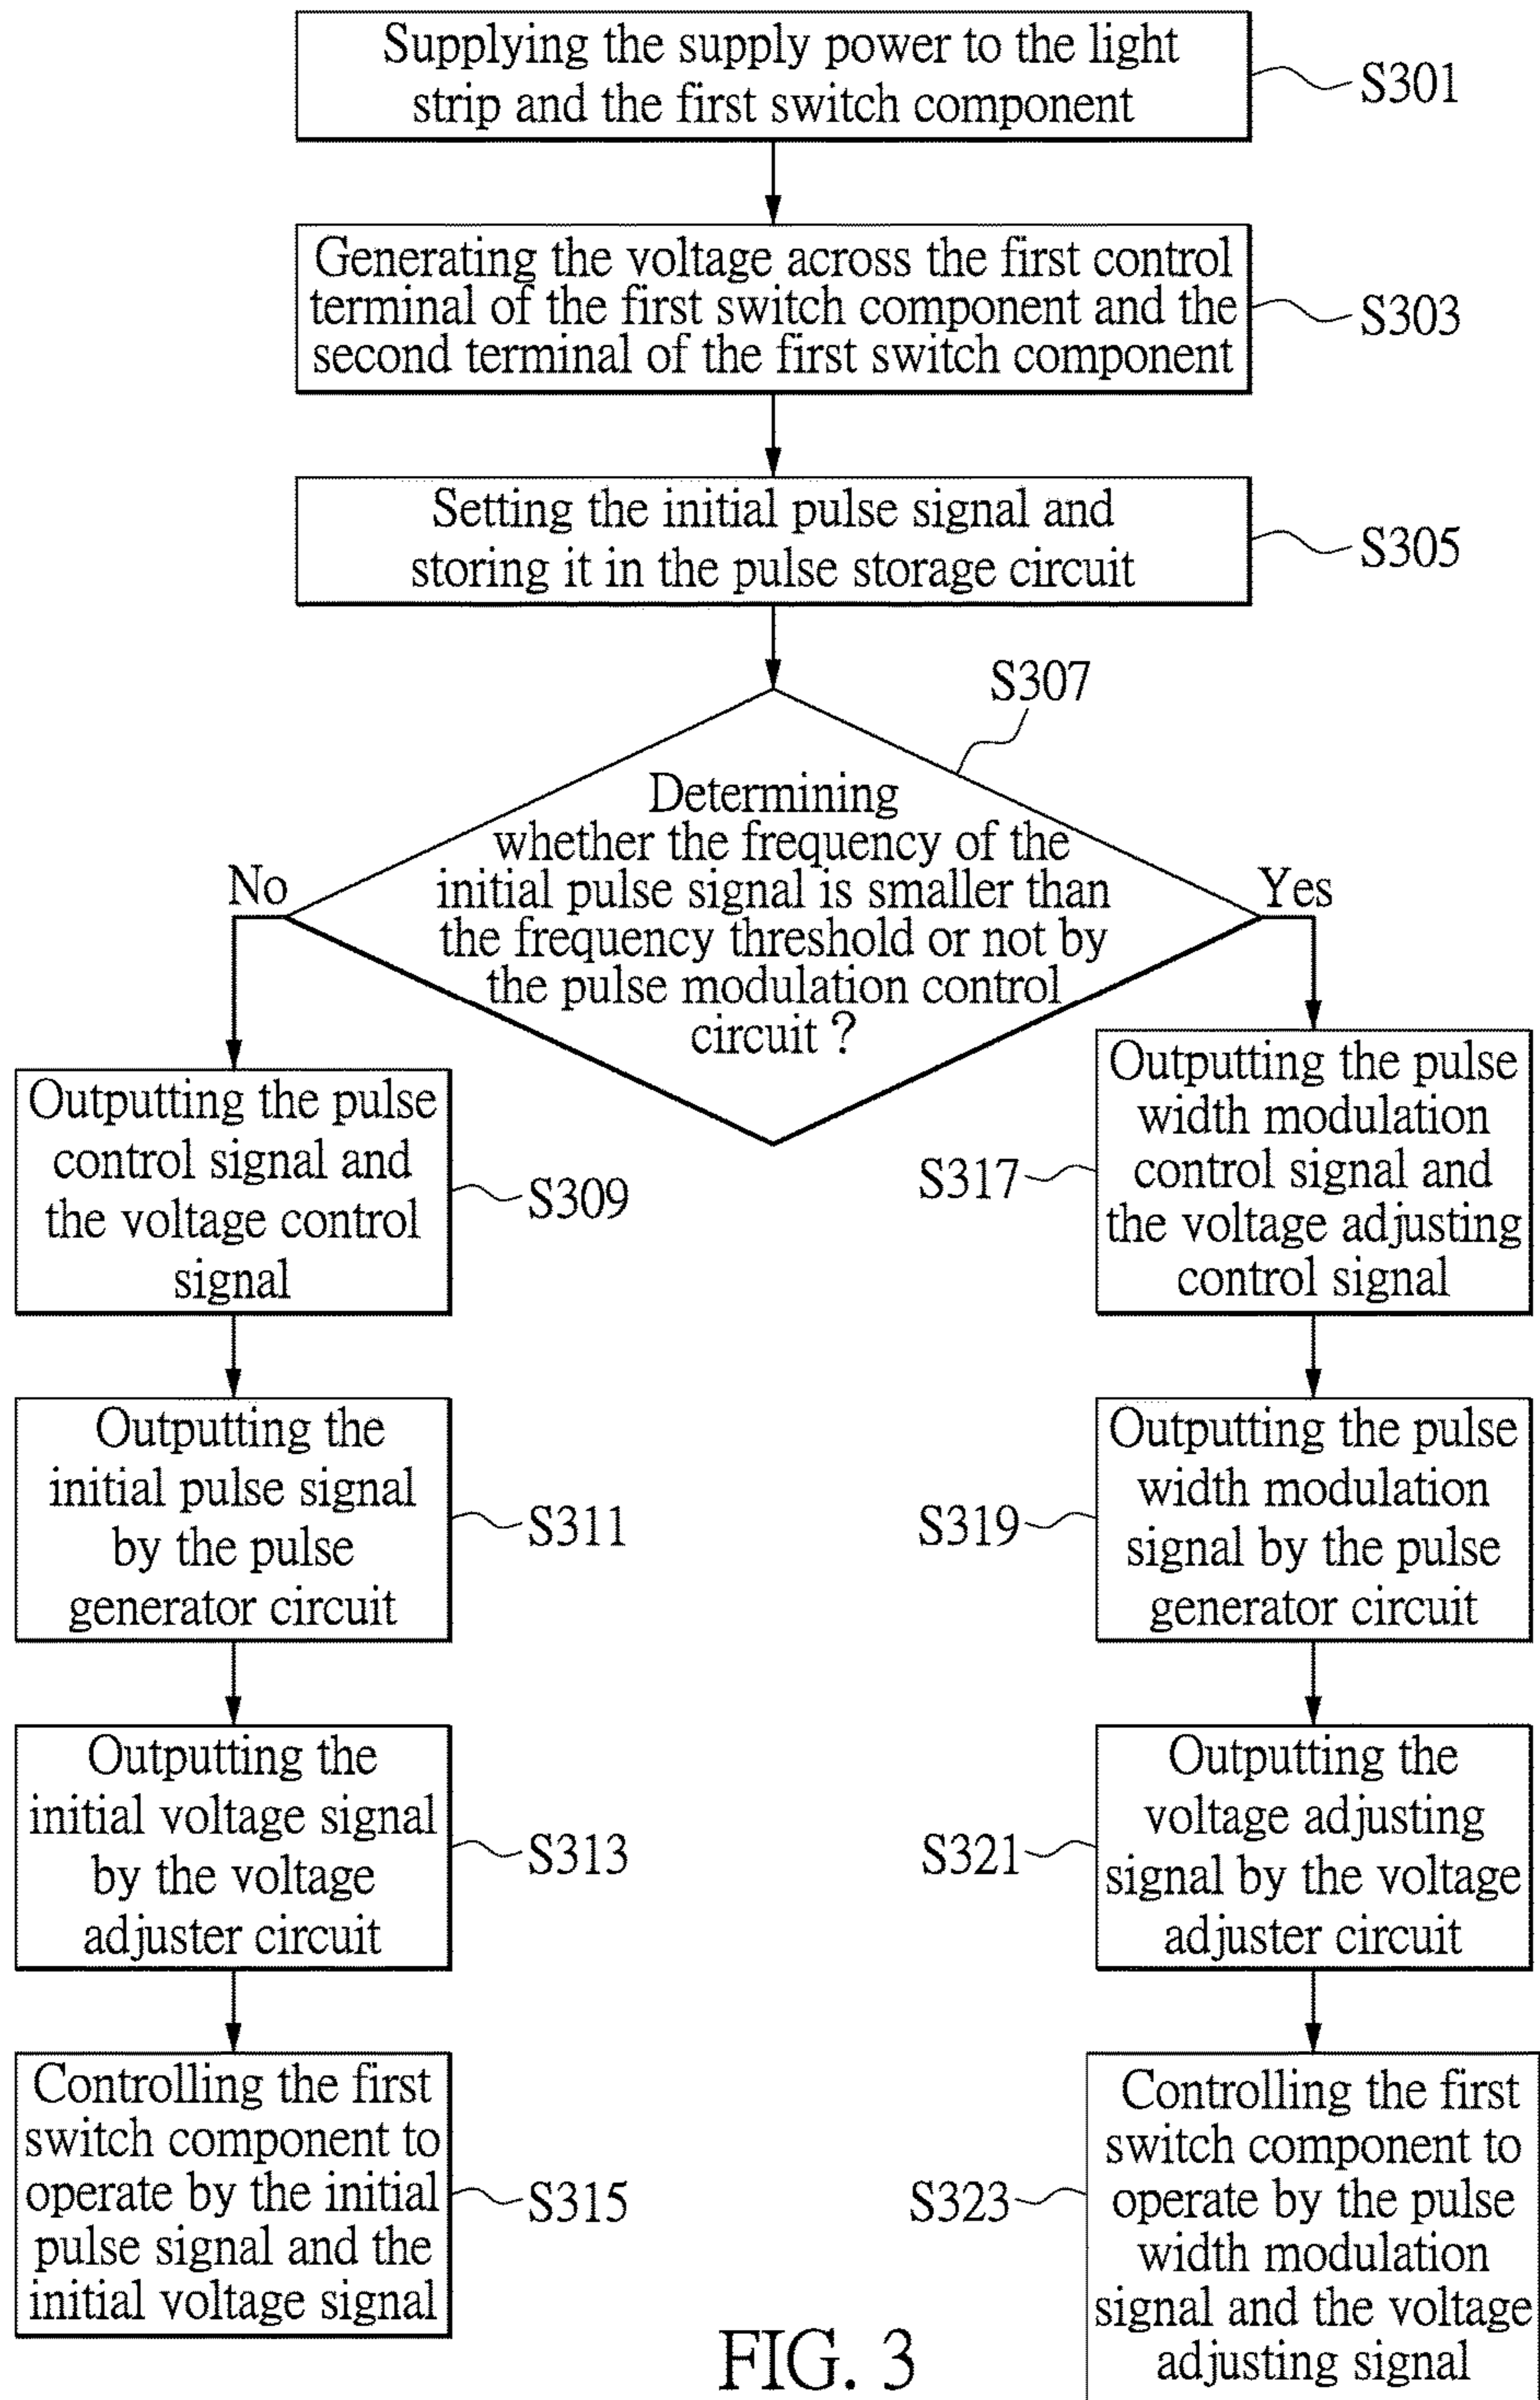 Supplying the supply power to the light
strip and the first switch component
S301
Generating the voltage across the first control
terminal of the first switch component and the
second terminal of the first switch component
S303
Setting the initial pulse signal and
storing it in the pulse storage circuit
S305
S307
Determining
whether the frequency of the
initial pulse signal is smaller than
the frequency threshold or not by
the pulse modulation control
circuit ?
No
Yes
Outputting the pulse
control signal and
the voltage control
signal
S309
Outputting the
initial pulse signal
by the pulse
generator circuit
S311
Outputting the
initial voltage signal
by the voltage
adjuster circuit
S313
Controlling the first
switch component to
operate by the initial
pulse signal and the
initial voltage signal
S315
Outputting the pulse
width modulation
control signal and
the voltage adjusting
control signal
S317
Outputting the pulse
width modulation
signal by the pulse
generator circuit
S319
Outputting the
voltage adjusting
signal by the voltage
adjuster circuit
S321
Controlling the first
switch component to
operate by the pulse
width modulation
signal and the voltage
adjusting signal
S323
FIG. 3